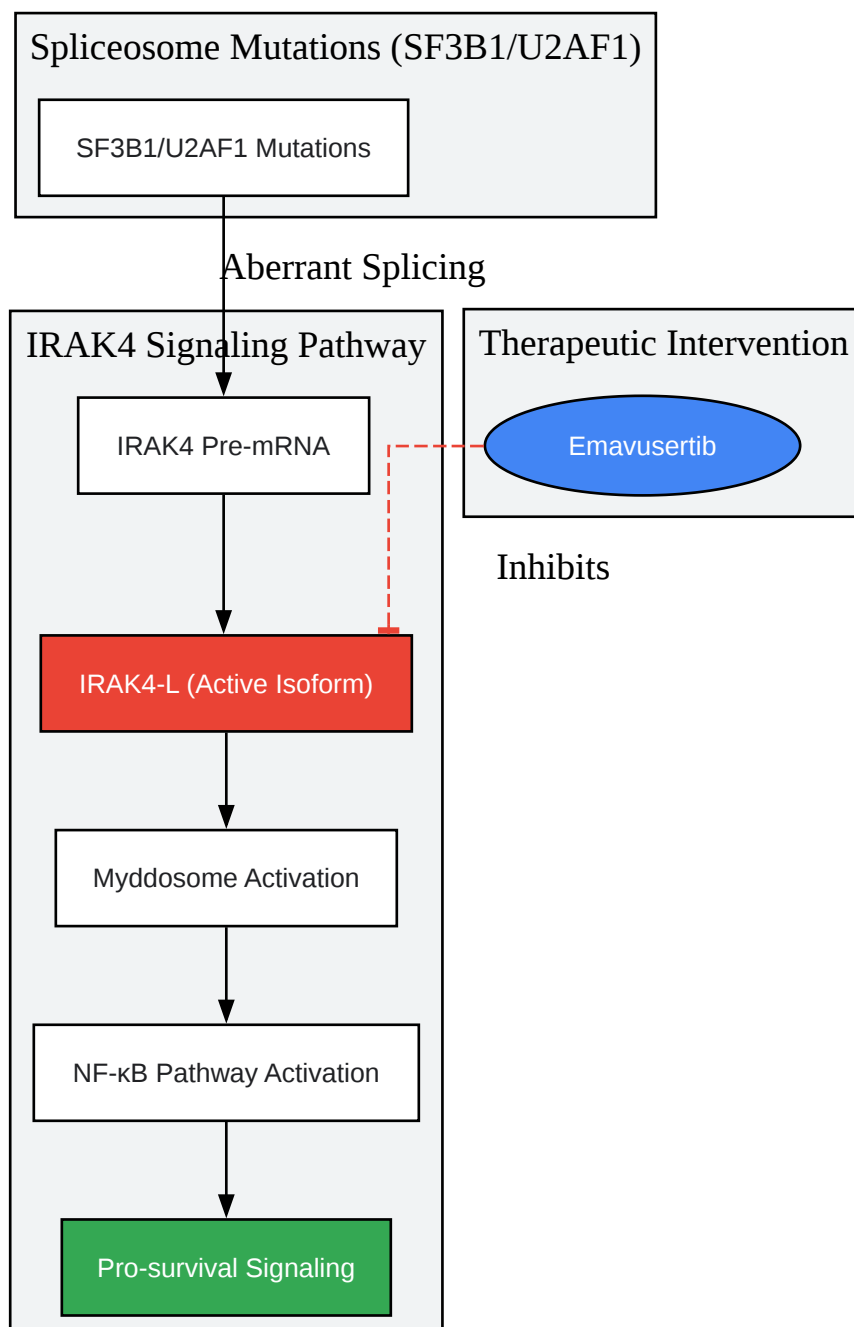 Spliceosome Mutations (SF3B1/U2AF1)
SF3B1/U2AF1 Mutations
Aberrant Splicing
IRAK4 Signaling Pathway
IRAK4 Pre-mRNA
Therapeutic Intervention
Emavusertib
Inhibits
IRAK4-L (Active Isoform)
Myddosome Activation
NF-κB Pathway Activation
Pro-survival Signaling